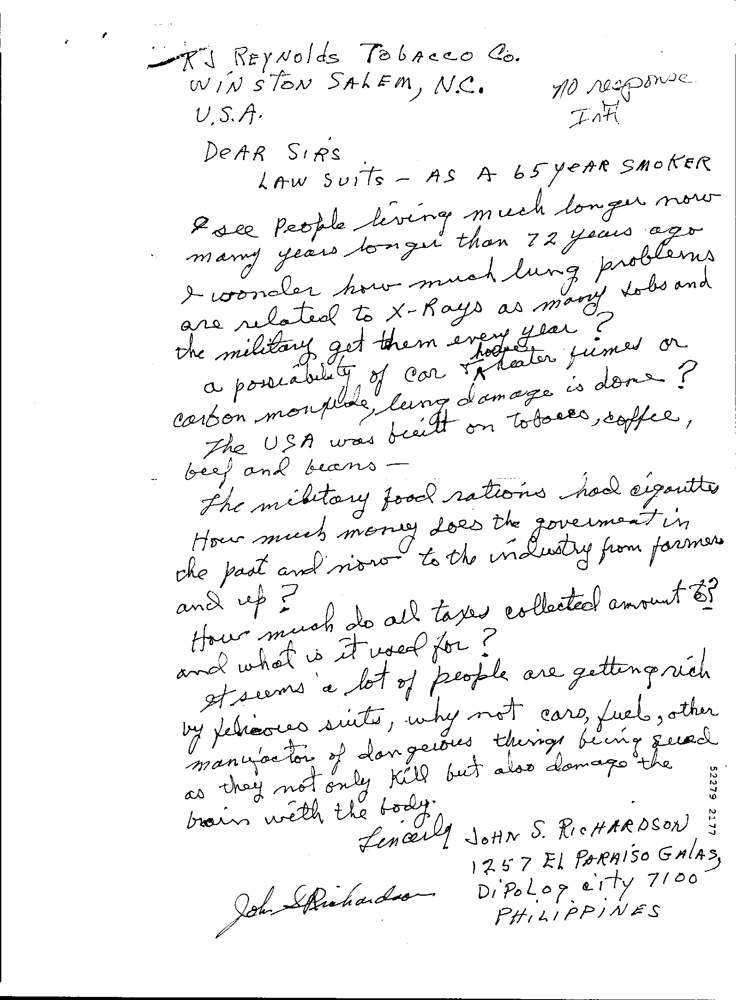 RJ Reynolds Tobacco Co.
Winston Salem, N.C.
no response
U.S.A.
Dear Sirs
Law Suits - As A 65 year smoker
I see People living much longer now
many years longer than 72 years ago
I wonder how much lung problems
are related to X-Rays as many Jobs and
the military get them every year?
a possiability of car & heater fumes or
carbon monxide, lung damage is done?
The USA was built on tobacco, coffee,
beef and beans —
The military food rations had cigarettes
How much money does the goverment in
the past and now to the industry from farmers
and up?
How much do all taxes collected amount to?
and what is it used for?
It seems a lot of people are getting rich
by suits, why not cars, fuel, other
manufactor of dangerous things being sued
as they not only kill but also damage the
brain with the body.
Sincerly John S. Richardson
1257 El Paraiso Galas,
Dipolog city 7100
Philippines
John S Richardson
52279 2177